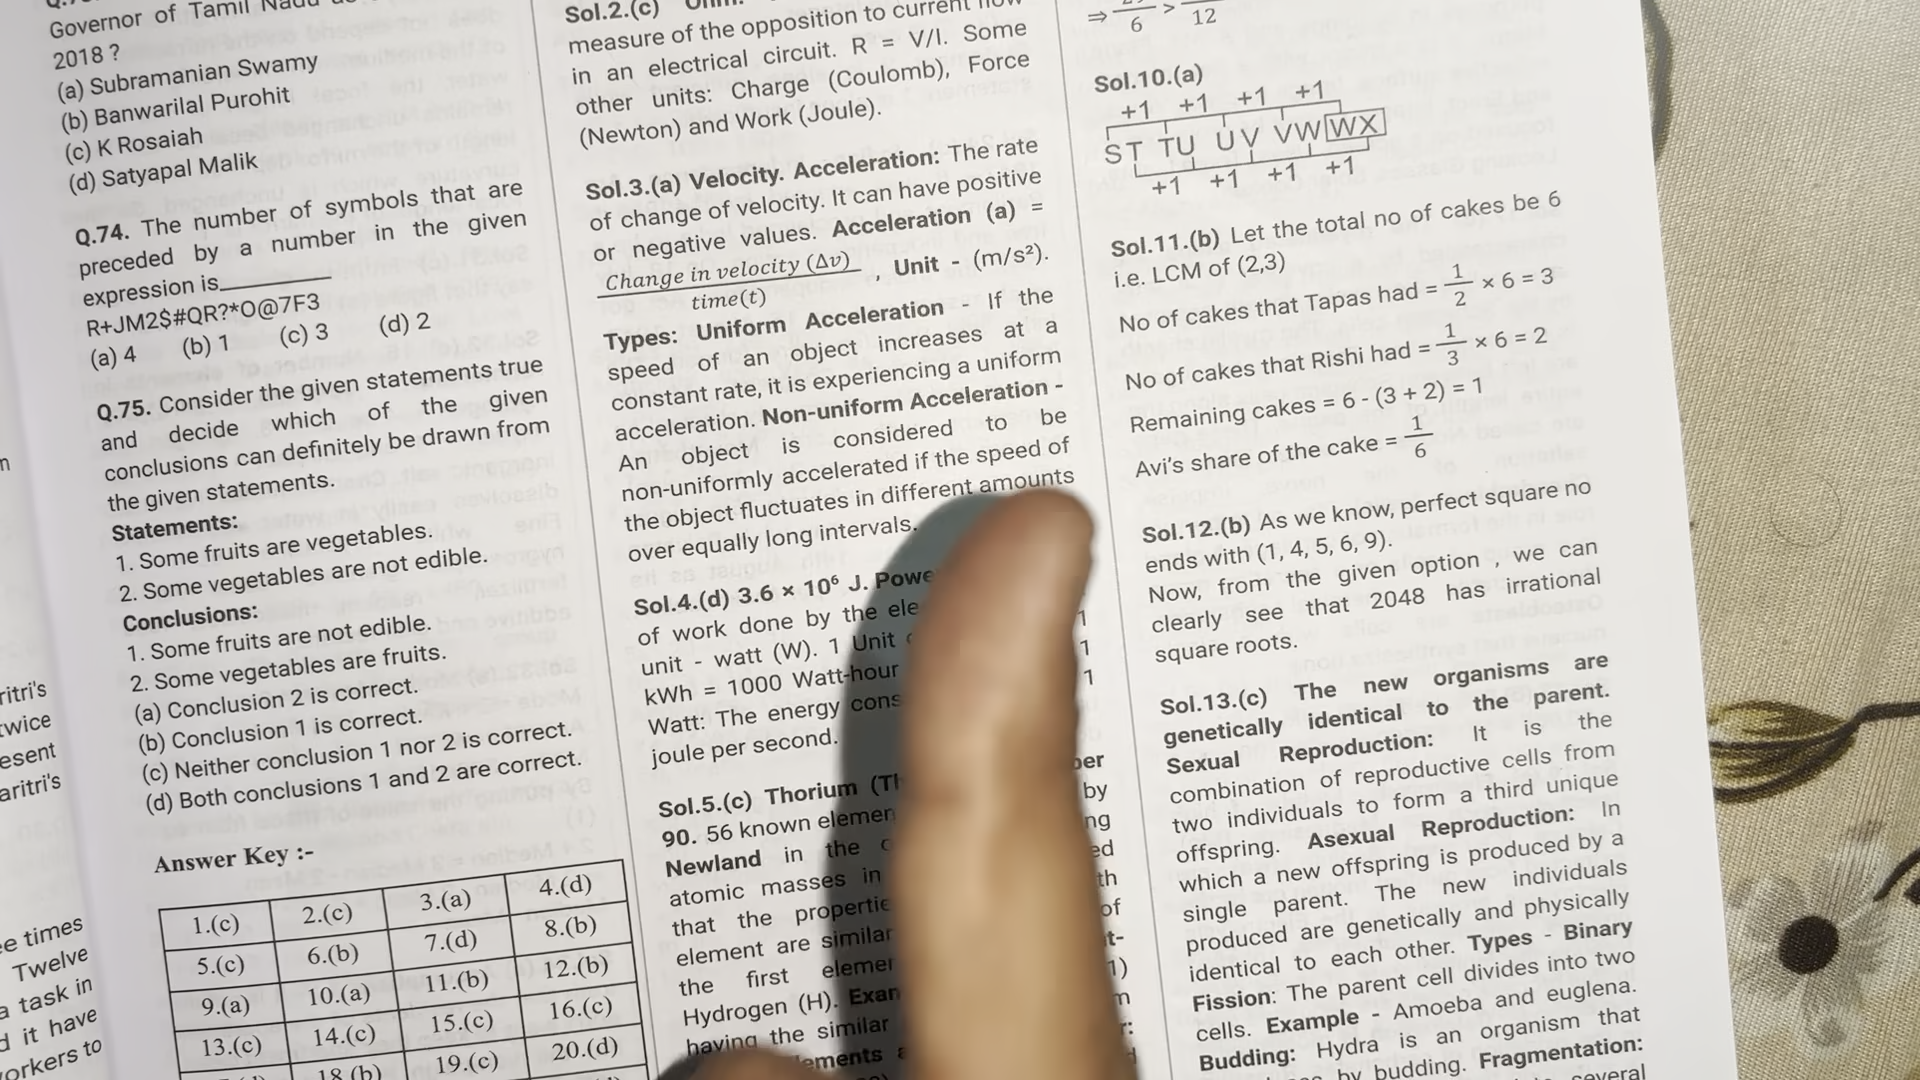 Governor of Tamil Nadu
2018 ?
(a) Subramanian Swamy
(b) Banwarilal Purohit
(c) K Rosaiah
(d) Satyapal Malik
Q.74. The number of symbols that are
preceded by a number in the given
expression is
R+JM2$#QR?*O@7F3
(a) 4 (b) 1 (c) 3 (d) 2
Q.75. Consider the given statements true
and decide which of the given
conclusions can definitely be drawn from
the given statements.
Statements:
1. Some fruits are vegetables.
2. Some vegetables are not edible.
Conclusions:
1. Some fruits are not edible.
2. Some vegetables are fruits.
(a) Conclusion 2 is correct.
(b) Conclusion 1 is correct.
(c) Neither conclusion 1 nor 2 is correct.
(d) Both conclusions 1 and 2 are correct.
Answer Key :-
1.(c) 2.(c) 3.(a) 4.(d)
5.(c) 6.(b) 7.(d) 8.(b)
9.(a) 10.(a) 11.(b) 12.(b)
13.(c) 14.(c) 15.(c) 16.(c)
18.(b) 19.(c) 20.(d)
Sol.2.(c)
measure of the opposition to current
in an electrical circuit. R = V/I. Some
other units: Charge (Coulomb), Force
(Newton) and Work (Joule).
Sol.3.(a) Velocity. Acceleration: The rate
of change of velocity. It can have positive
or negative values. Acceleration (a) =
Change in velocity (Δv)
time(t)
, Unit - (m/s²).
Types: Uniform Acceleration - If the
speed of an object increases at a
constant rate, it is experiencing a uniform
acceleration. Non-uniform Acceleration -
An object is considered to be
non-uniformly accelerated if the speed of
the object fluctuates in different amounts
over equally long intervals.
Sol.4.(d) 3.6 × 10⁶ J.
of work done by the
unit - watt (W). 1 Unit
kWh = 1000 Watt-hour
Watt: The energy
joule per second.
Sol.5.(c) Thorium
90. 56 known by
Newland in the
atomic masses in
that the of
element are similar
the first
Hydrogen (H).
having the similar
⇒ 6 > 12
Sol.10.(a)
+1 +1 +1 +1
ST TU UV VW WX
+1 +1 +1 +1
Sol.11.(b) Let the total no of cakes be 6
i.e. LCM of (2,3)
No of cakes that Tapas had = 1/2 × 6 = 3
No of cakes that Rishi had = 1/3 × 6 = 2
Remaining cakes = 6 - (3 + 2) = 1
Avi's share of the cake = 1/6
Sol.12.(b) As we know, perfect square no
ends with (1, 4, 5, 6, 9).
Now, from the given option , we can
clearly see that 2048 has irrational
square roots.
Sol.13.(c) The new organisms are
genetically identical to the parent.
Sexual Reproduction: It is the
combination of reproductive cells from
two individuals to form a third unique
offspring. Asexual Reproduction: In
which a new offspring is produced by a
single parent. The new individuals
produced are genetically and physically
identical to each other. Types - Binary
Fission: The parent cell divides into two
cells. Example - Amoeba and euglena.
Budding: Hydra is an organism that
by budding. Fragmentation:
several
twice
times
Twelve
a task in
it have